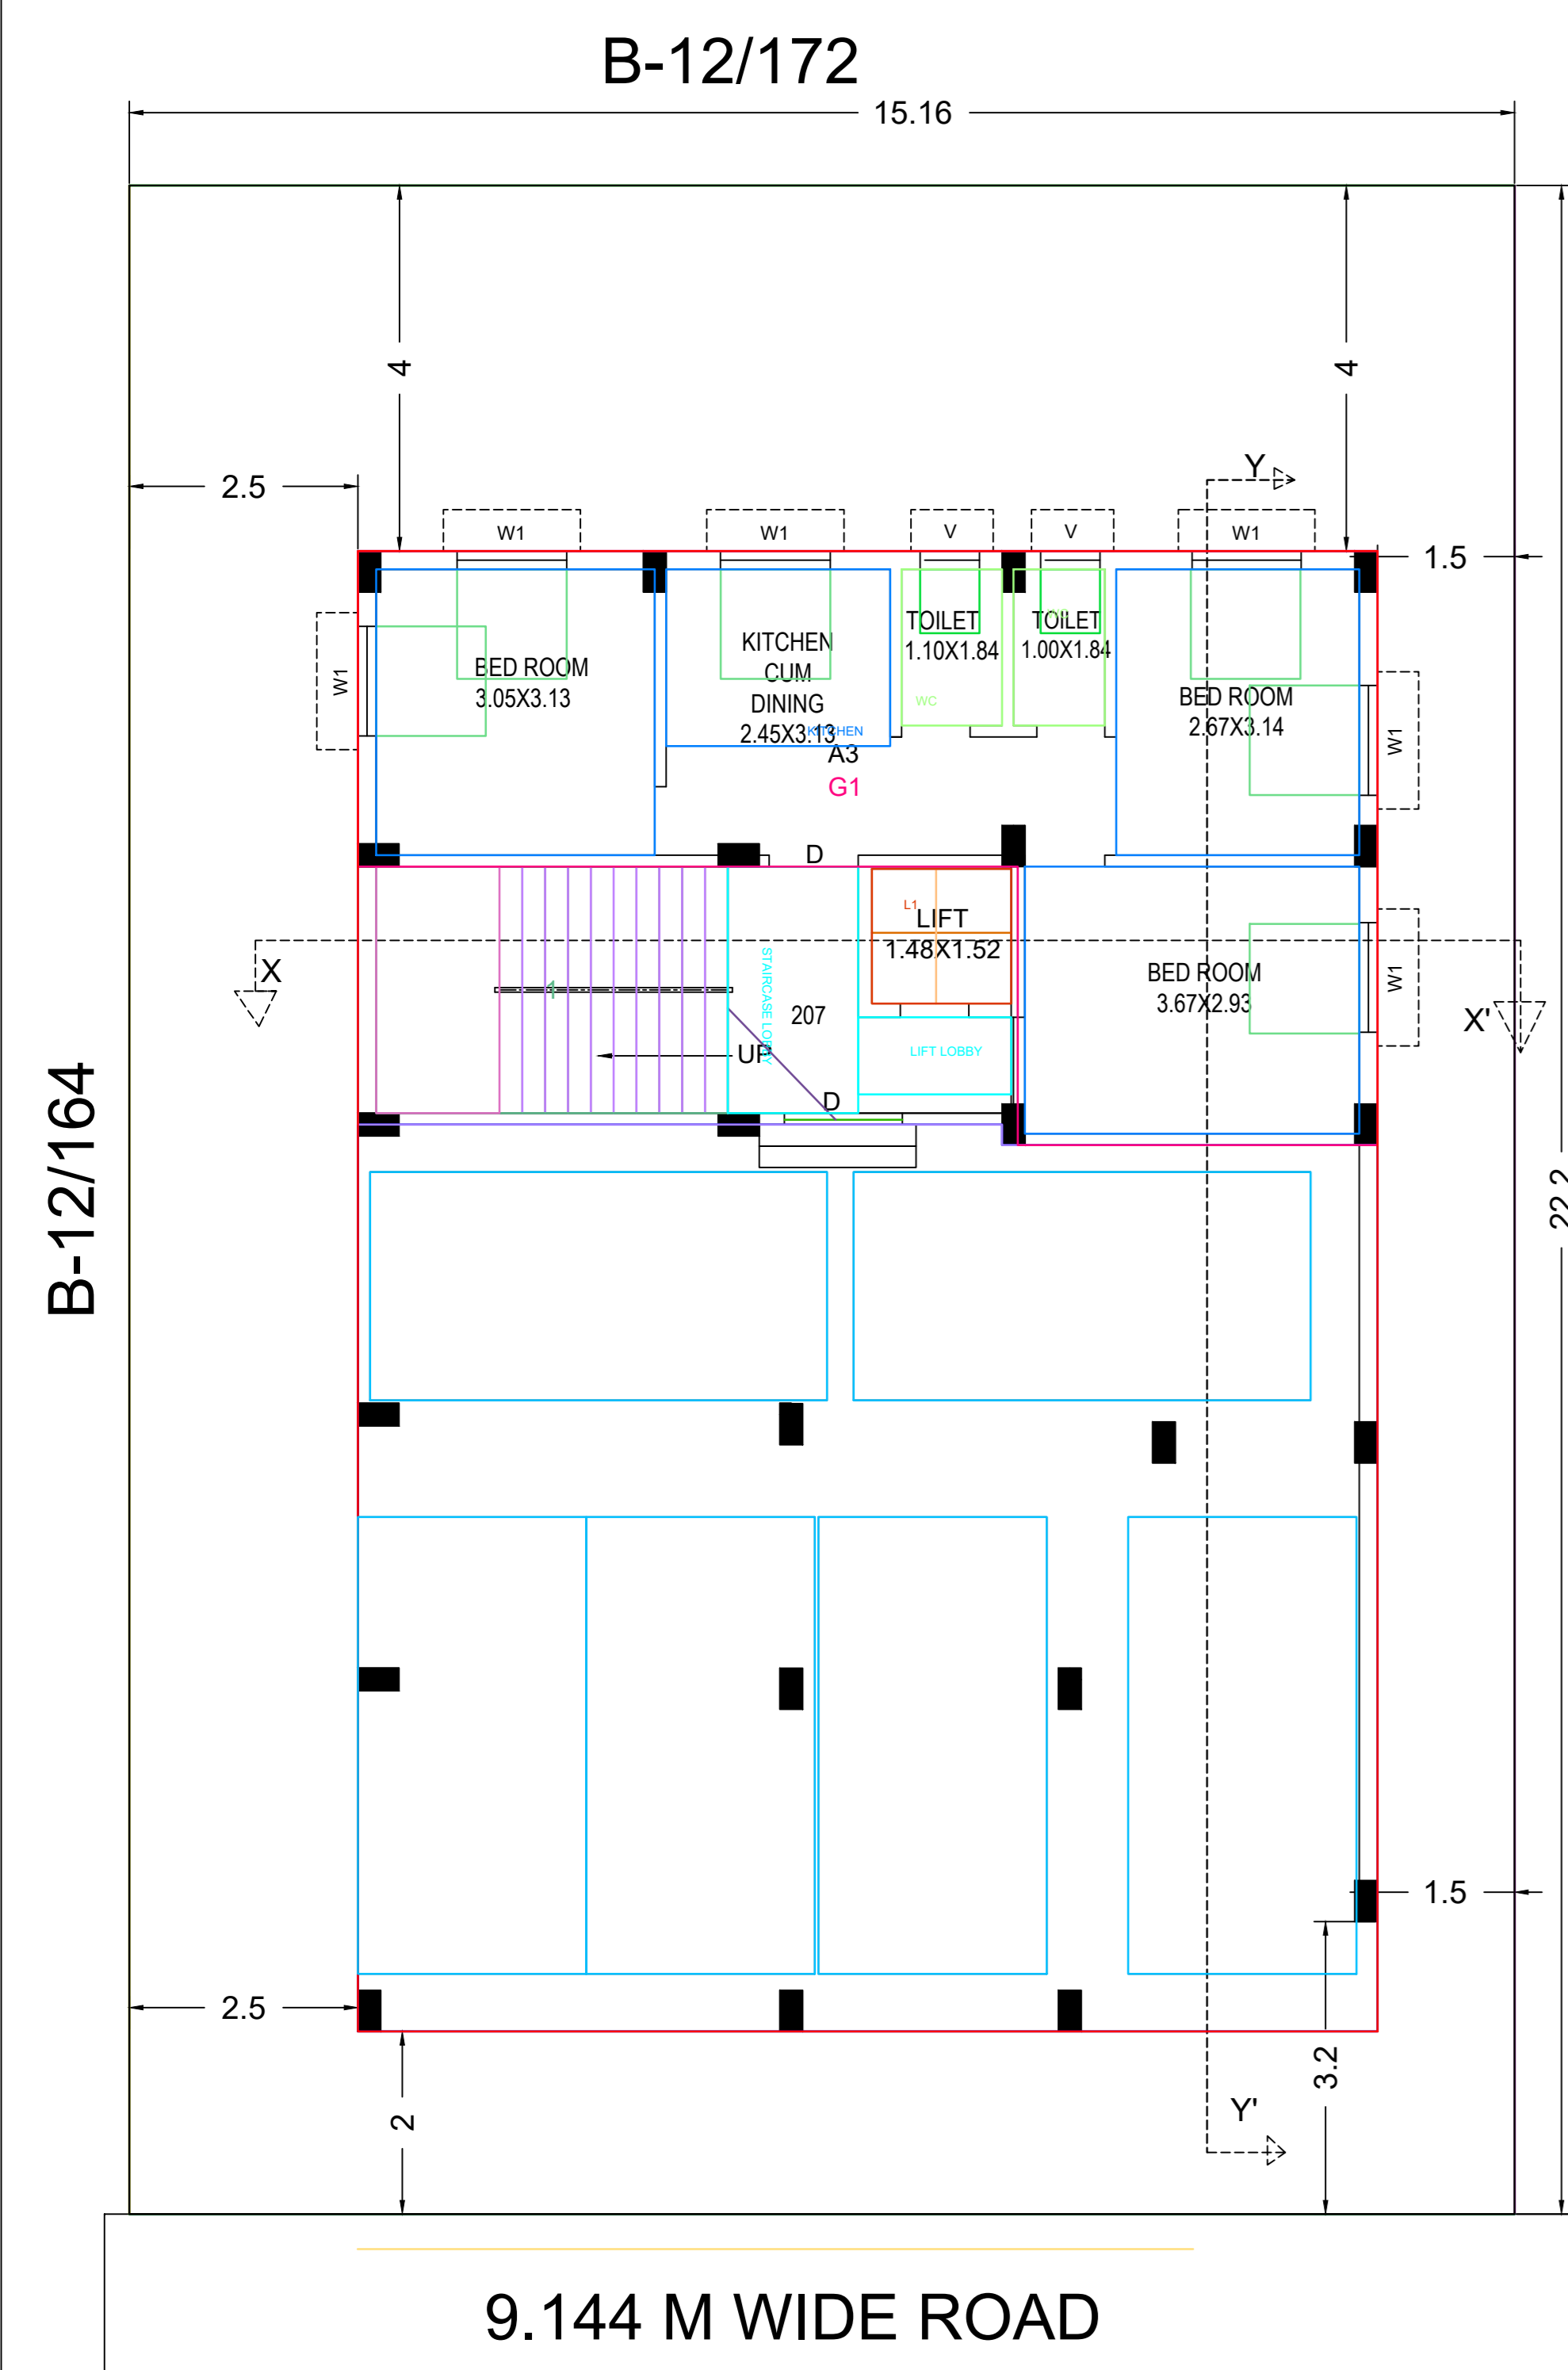 B-12/172
15.16
4
4
2.5
Y
W1
W1
V
V
W1
1.5
W1
BED ROOM
3.05X3.13
KITCHEN
CUM
DINING
2.45X3.13
KITCHEN
A3
G1
TOILET
1.10X1.84
WC
TOILET
1.00X1.84
BED ROOM
2.67X3.14
W1
D
L1
LIFT
1.48X1.52
X
1
STAIRCASE LOBBY
207
UP
LIFT LOBBY
D
BED ROOM
3.67X2.93
W1
X'
B-12/164
22.2
1.5
2.5
2
3.2
Y'
9.144 M WIDE ROAD